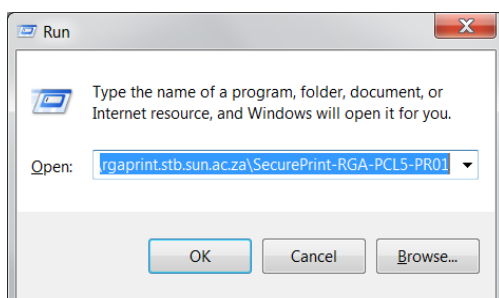 Run
Type the name of a program, folder, document, or
Internet resource, and Windows will open it for you.
Open: \rgaprint.stb.sun.ac.za\SecurePrint-RGA-PCL5-PR01
OK Cancel Browse...